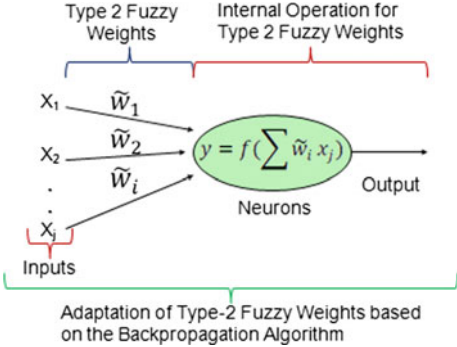 Type 2 Fuzzy
Weights
Internal Operation for
Type 2 Fuzzy Weights
X₁
w̃₁
X₂
w̃₂
.
w̃ᵢ
.
Xⱼ
y = f(∑ w̃ᵢ xⱼ)
Output
Neurons
Inputs
Adaptation of Type-2 Fuzzy Weights based
on the Backpropagation Algorithm